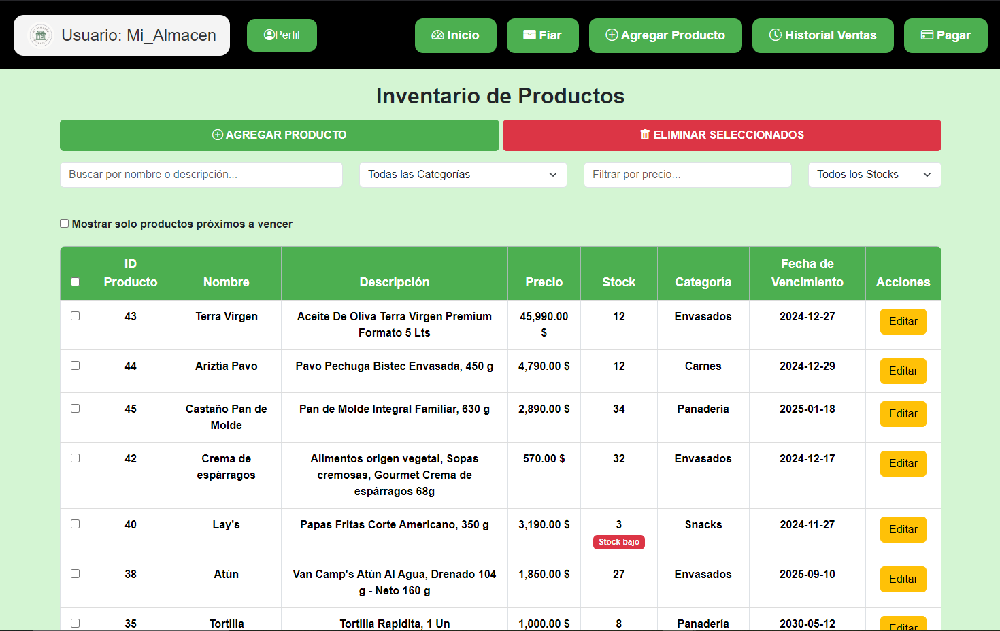 Usuario: Mi_Almacen
Perfil
Inicio
Fiar
Agregar Producto
Historial Ventas
Pagar
Inventario de Productos
AGREGAR PRODUCTO
ELIMINAR SELECCIONADOS
Buscar por nombre o descripción...
Todas las Categorías
Filtrar por precio...
Todos los Stocks
Mostrar solo productos próximos a vencer
ID Producto
Nombre
Descripción
Precio
Stock
Categoría
Fecha de Vencimiento
Acciones
43
Terra Virgen
Aceite De Oliva Terra Virgen Premium
Formato 5 Lts
45,990.00
$
12
Envasados
2024-12-27
Editar
44
Ariztia Pavo
Pavo Pechuga Bistec Envasada, 450 g
4,790.00 $
12
Carnes
2024-12-29
Editar
45
Castaño Pan de
Molde
Pan de Molde Integral Familiar, 630 g
2,890.00 $
34
Panadería
2025-01-18
Editar
42
Crema de
espárragos
Alimentos origen vegetal, Sopas
cremosas, Gourmet Crema de
espárragos 68g
570.00 $
32
Envasados
2024-12-17
Editar
40
Lay's
Papas Fritas Corte Americano, 350 g
3,190.00 $
3
Stock bajo
Snacks
2024-11-27
Editar
38
Atún
Van Camp's Atún Al Agua, Drenado 104
g - Neto 160 g
1,850.00 $
27
Envasados
2025-09-10
Editar
35
Tortilla
Tortilla Rapidita, 1 Un
1,000.00 $
8
Panadería
2030-05-12
Editar